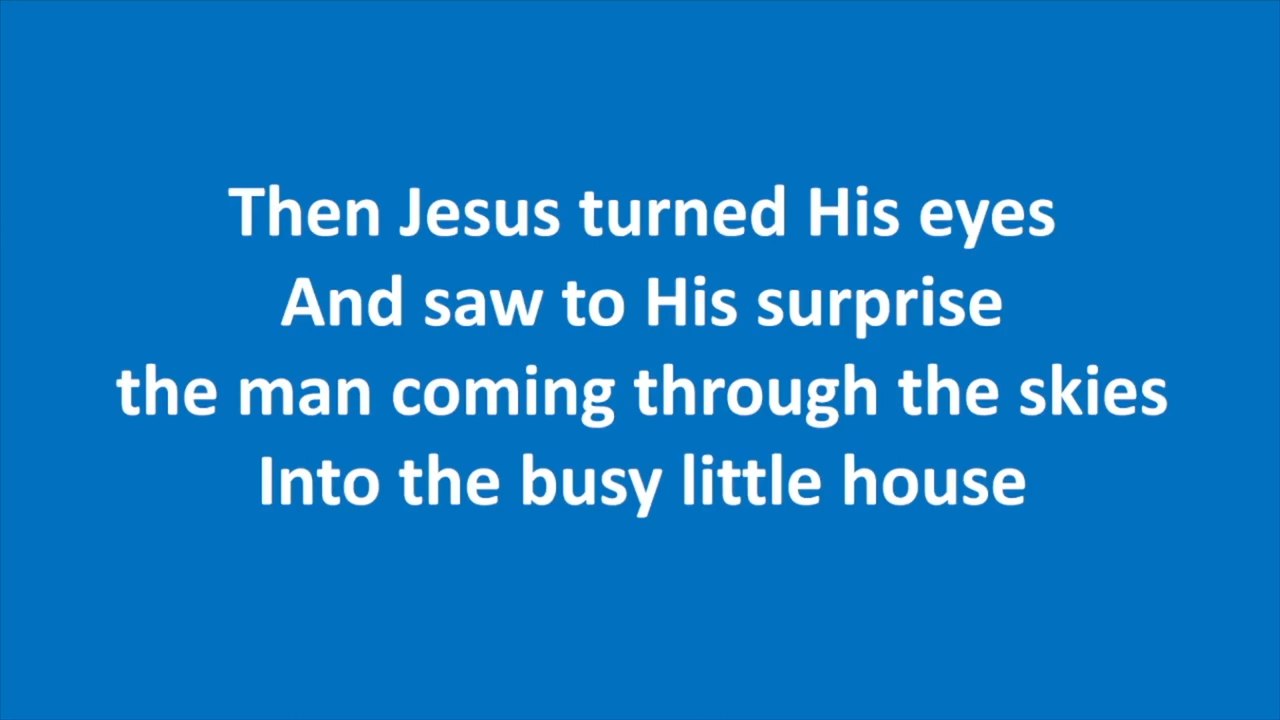 Then Jesus turned His eyes
And saw to His surprise
the man coming through the skies
Into the busy little house